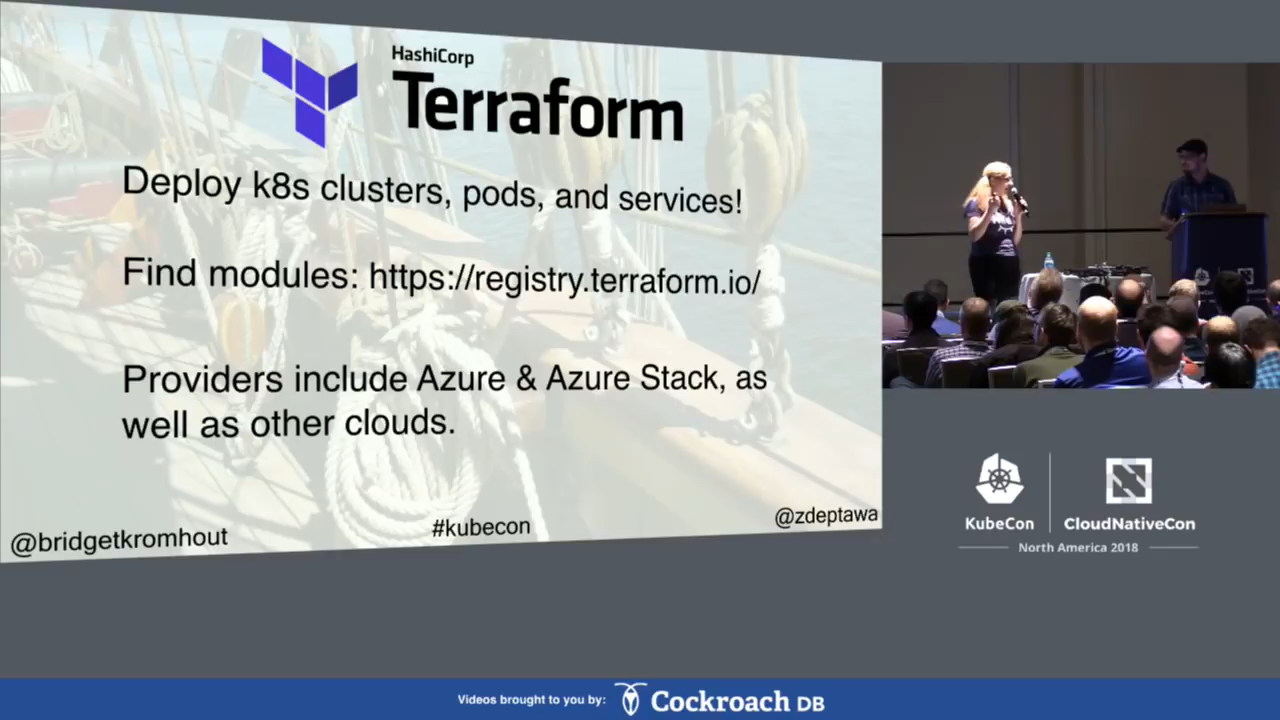 HashiCorp
Terraform
Deploy k8s clusters, pods, and services!
Find modules: https://registry.terraform.io/
Providers include Azure & Azure Stack, as
well as other clouds.
@bridgetkromhout
#kubecon
@zdeptawa
KubeCon
CloudNativeCon
North America 2018
Videos brought to you by:
Cockroach DB